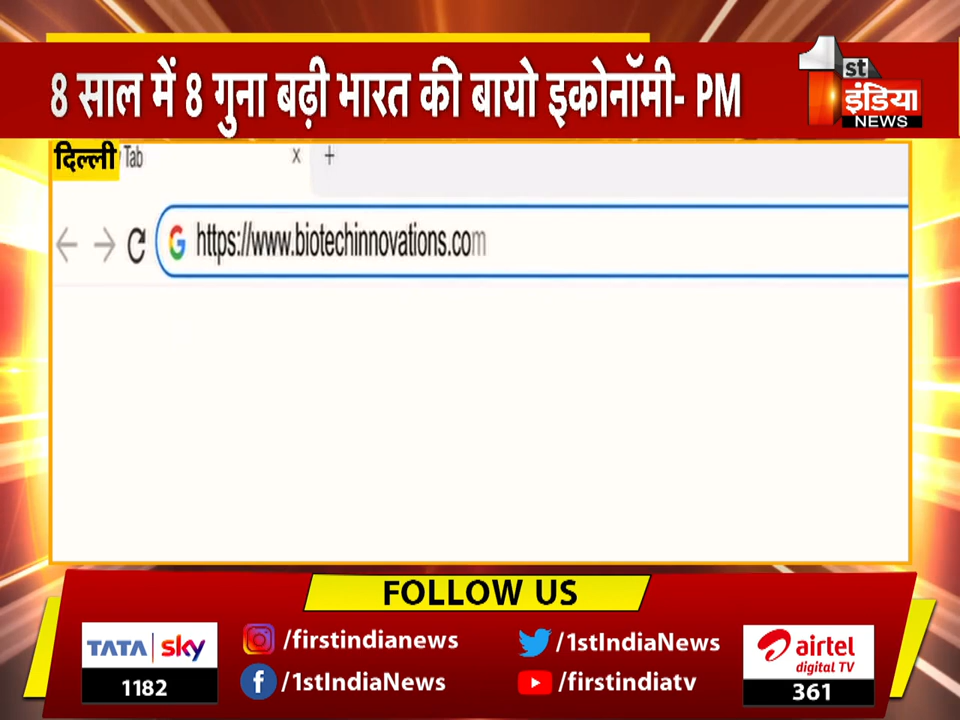 8 साल में 8 गुना बढ़ी भारत की बायो इकोनॉमी- PM
1st
इंडिया
NEWS
दिल्ली Tab x +
https://www.biotechinnovations.com
FOLLOW US
TATA sky
1182
/firstindianews
/1stIndiaNews
/1stIndiaNews
/firstindiatv
airtel
digital TV
361